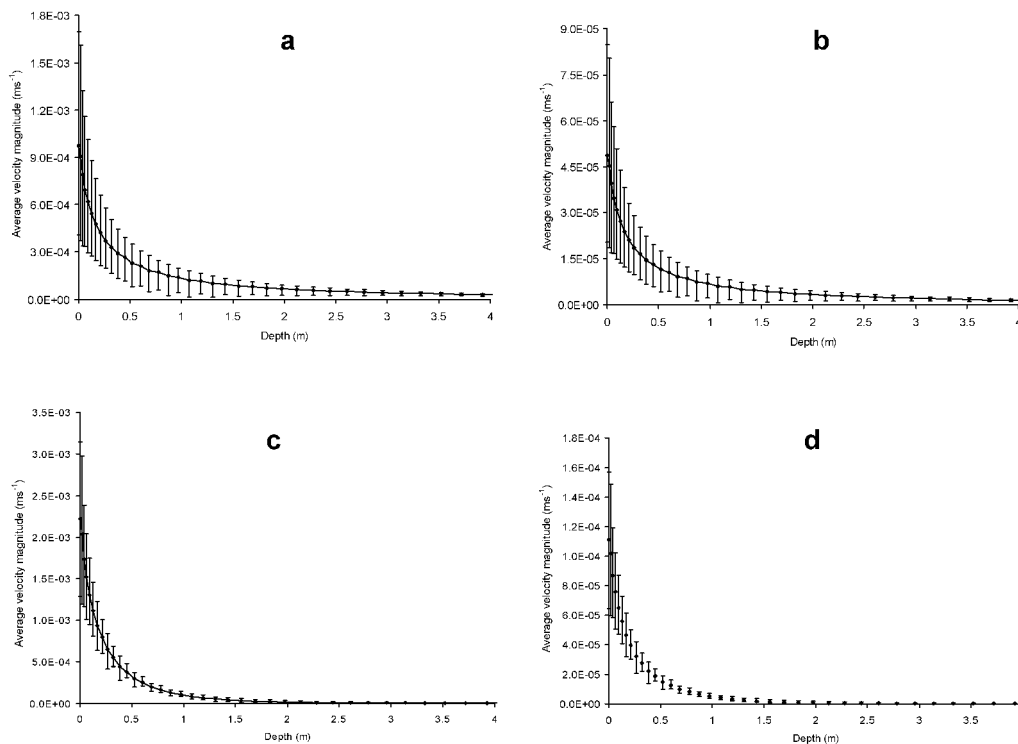 a
1.8E-03
1.5E-03
1.2E-03
9.0E-04
6.0E-04
3.0E-04
0.0E+00
Average velocity magnitude (ms⁻¹)
0 0.5 1 1.5 2 2.5 3 3.5 4
Depth (m)
b
9.0E-05
7.5E-05
6.0E-05
4.5E-05
3.0E-05
1.5E-05
0.0E+00
Average velocity magnitude (ms⁻¹)
0 0.5 1 1.5 2 2.5 3 3.5 4
Depth (m)
c
3.5E-03
3.0E-03
2.5E-03
2.0E-03
1.5E-03
1.0E-03
5.0E-04
0.0E+00
Average velocity magnitude (ms⁻¹)
0 0.5 1 1.5 2 2.5 3 3.5 4
Depth (m)
d
1.8E-04
1.6E-04
1.4E-04
1.2E-04
1.0E-04
8.0E-05
6.0E-05
4.0E-05
2.0E-05
0.0E+00
Average velocity magnitude (ms⁻¹)
0 0.5 1 1.5 2 2.5 3 3.5 4
Depth (m)